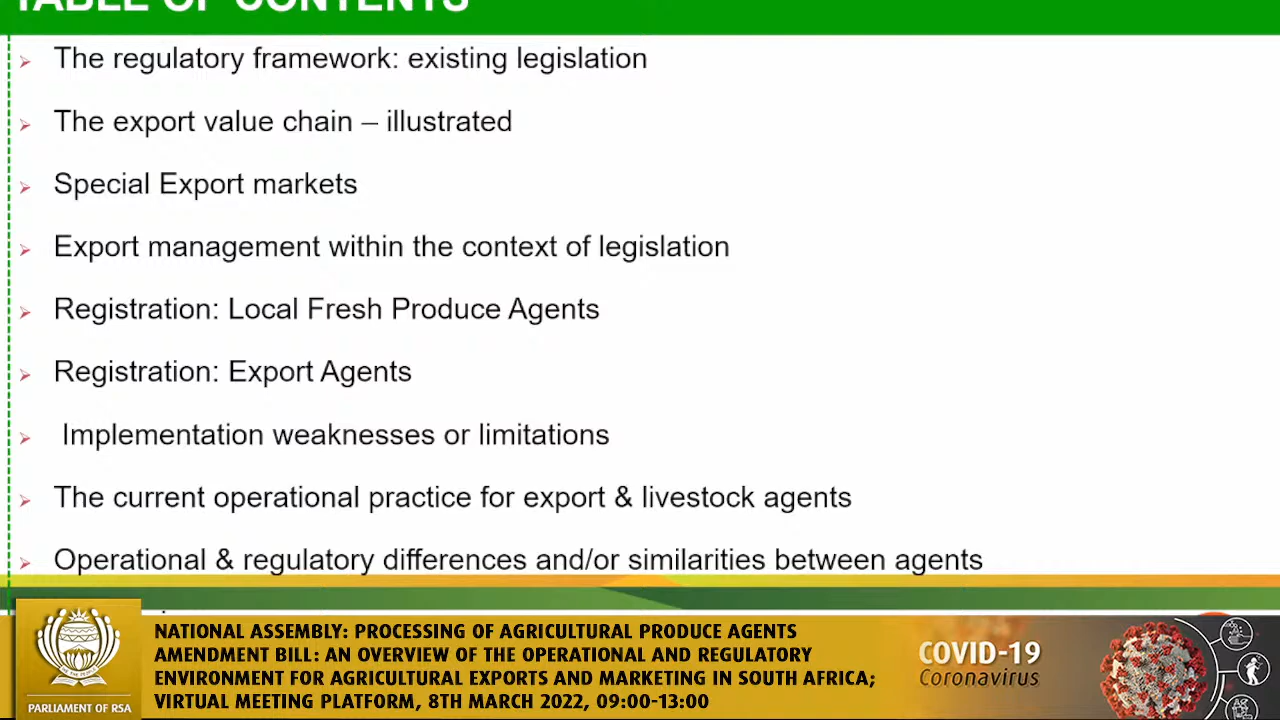 TABLE OF CONTENTS
The regulatory framework: existing legislation
The export value chain – illustrated
Special Export markets
Export management within the context of legislation
Registration: Local Fresh Produce Agents
Registration: Export Agents
Implementation weaknesses or limitations
The current operational practice for export & livestock agents
Operational & regulatory differences and/or similarities between agents
NATIONAL ASSEMBLY: PROCESSING OF AGRICULTURAL PRODUCE AGENTS
AMENDMENT BILL: AN OVERVIEW OF THE OPERATIONAL AND REGULATORY
ENVIRONMENT FOR AGRICULTURAL EXPORTS AND MARKETING IN SOUTH AFRICA;
VIRTUAL MEETING PLATFORM, 8TH MARCH 2022, 09:00-13:00
PARLIAMENT OF RSA
COVID-19
Coronavirus